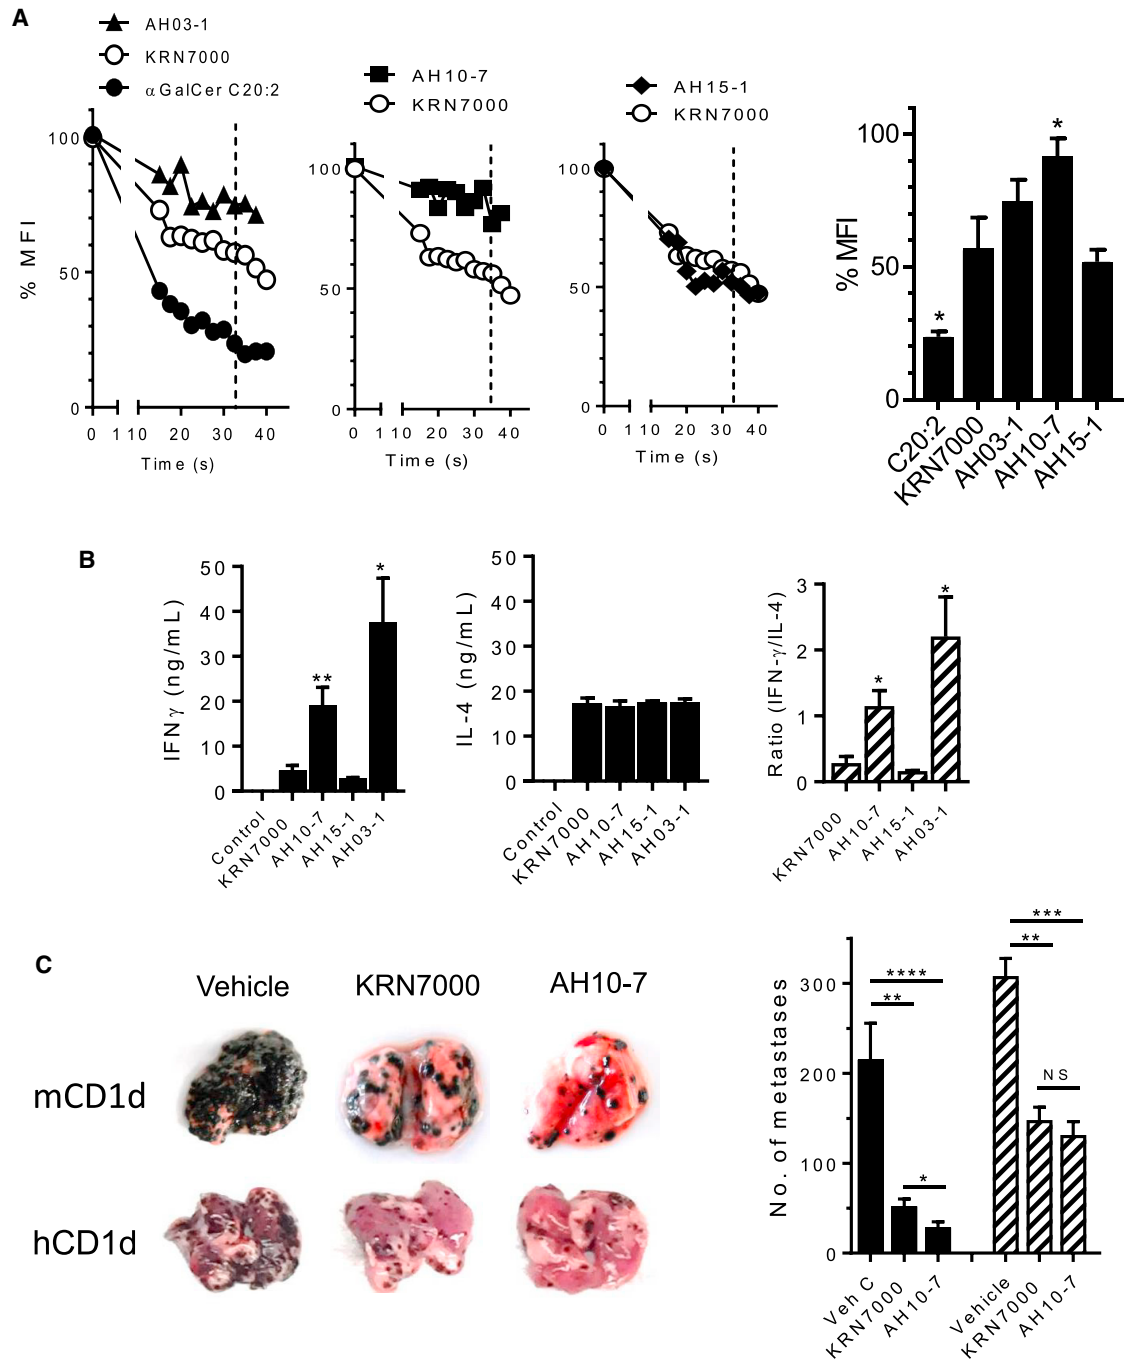 A
AH03-1
KRN7000
αGalCer C20:2
% MFI
100
50
0
0 1 10 20 30 40
Time (s)
AH10-7
KRN7000
100
50
0
0 1 10 20 30 40
Time (s)
AH15-1
KRN7000
100
50
0
0 1 10 20 30 40
Time (s)
% MFI
100
50
0
*
*
C20:2
KRN7000
AH03-1
AH10-7
AH15-1
B
IFNγ (ng/mL)
50
40
30
20
10
0
**
*
Control
KRN7000
AH10-7
AH15-1
AH03-1
IL-4 (ng/mL)
50
40
30
20
10
0
Control
KRN7000
AH10-7
AH15-1
AH03-1
Ratio (IFN-γ/IL-4)
3
2
1
0
*
*
KRN7000
AH10-7
AH15-1
AH03-1
C
Vehicle KRN7000 AH10-7
mCD1d
hCD1d
No. of metastases
300
200
100
0
****
**
*
***
**
NS
Veh C
KRN7000
AH10-7
Vehicle
KRN7000
AH10-7